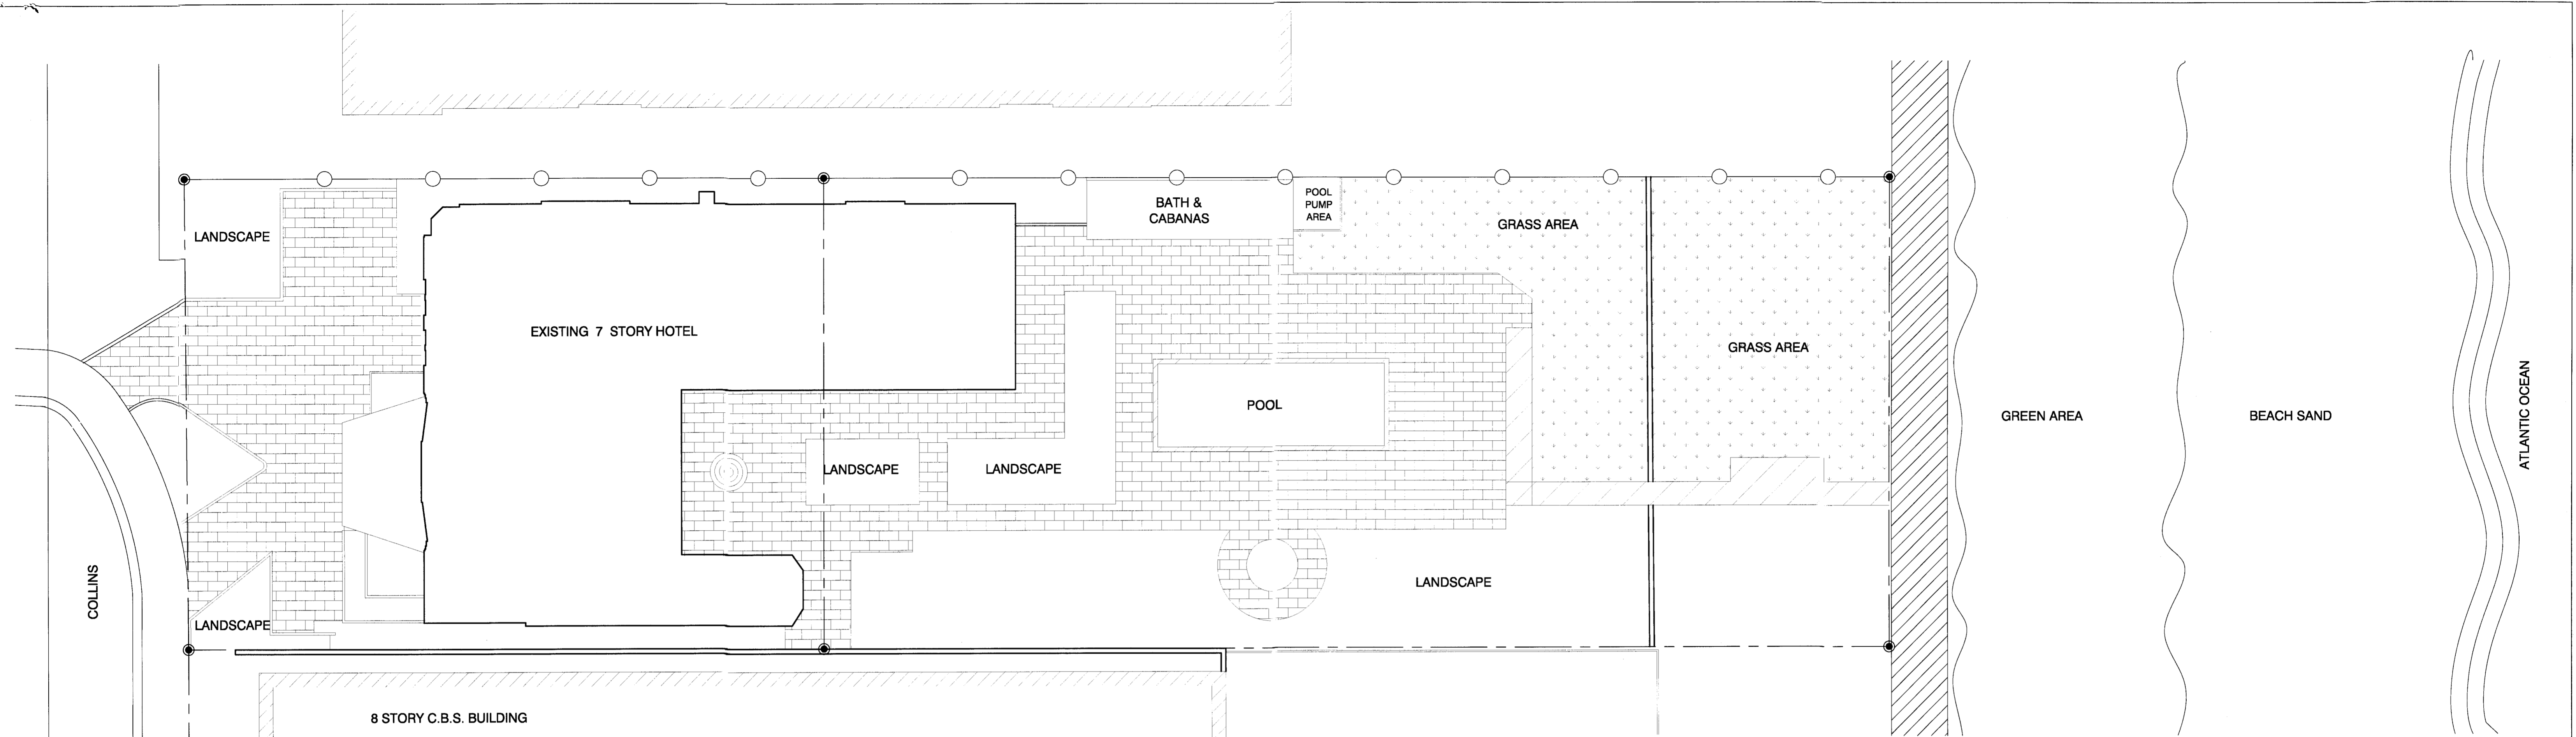 LANDSCAPE
BATH &
CABANAS
POOL
PUMP
AREA
GRASS AREA
EXISTING 7 STORY HOTEL
GRASS AREA
POOL
GREEN AREA
BEACH SAND
ATLANTIC OCEAN
LANDSCAPE
LANDSCAPE
COLLINS
LANDSCAPE
LANDSCAPE
8 STORY C.B.S. BUILDING